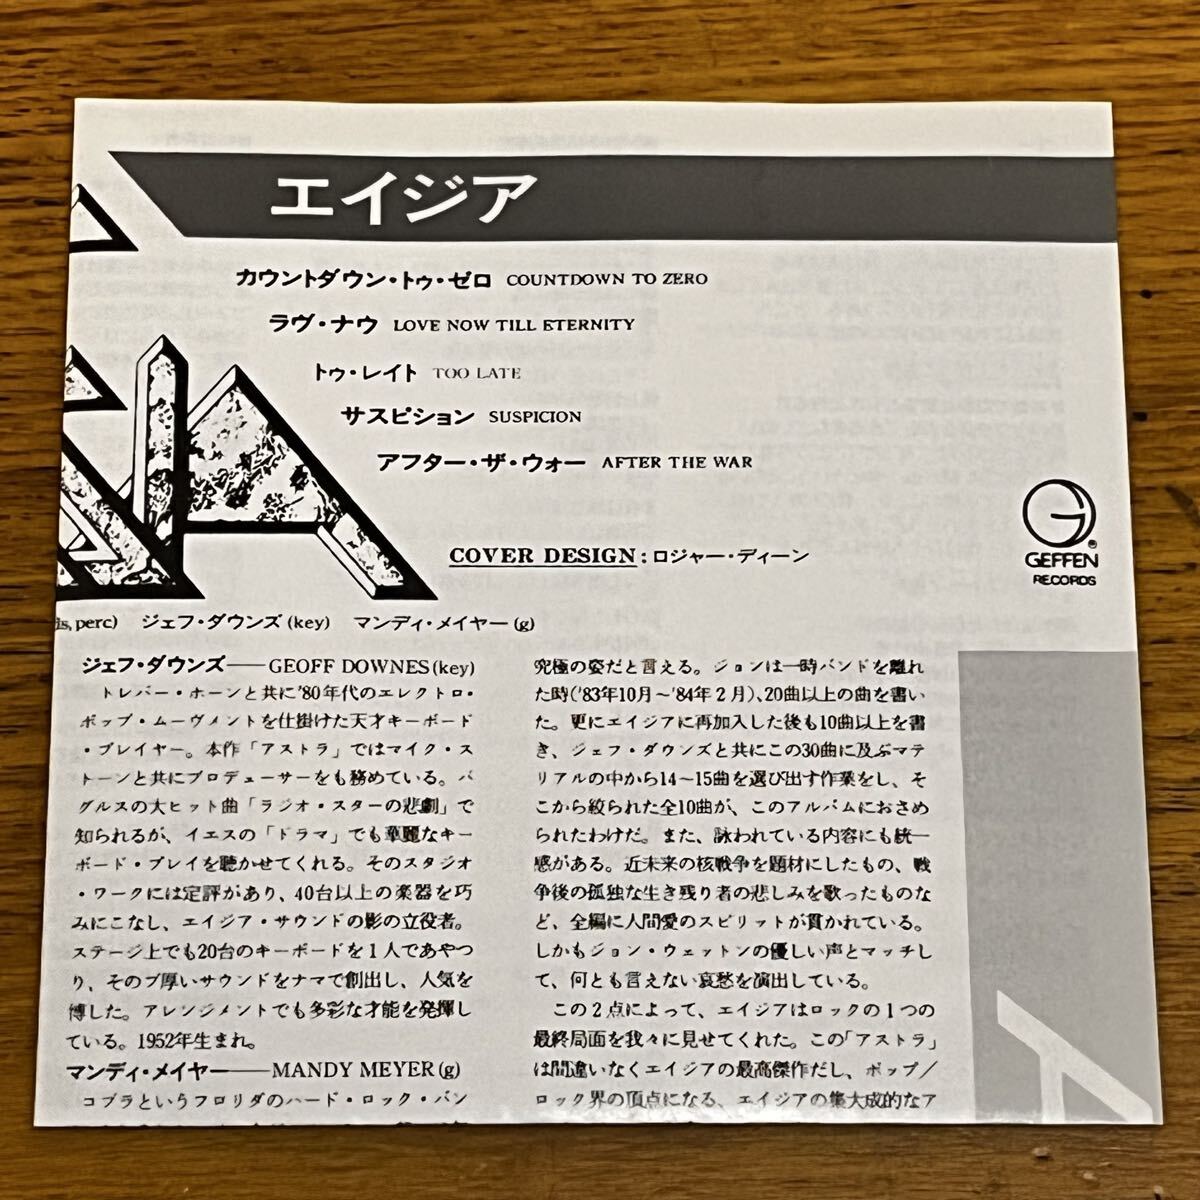 エイジア
カウントダウン・トゥ・ゼロ COUNTDOWN TO ZERO
ラヴ・ナウ LOVE NOW TILL ETERNITY
トゥ・レイト TOO LATE
サスピション SUSPICION
アフター・ザ・ウォー AFTER THE WAR
COVER DESIGN:ロジャー・ディーン
G®
GEFFEN
RECORDS
is, perc) ジェフ・ダウンズ(key) マンディ・メイヤー(g)
ジェフ・ダウンズ――GEOFF DOWNES(key)
トレバー・ホーンと共に'80年代のエレクトロ・
ポップ・ムーヴメントを仕掛けた天才キーボード
・プレイヤー。本作「アストラ」ではマイク・ス
トーンと共にプロデューサーをも務めている。バ
グルスの大ヒット曲「ラジオ・スターの悲劇」で
知られるが、イエスの「ドラマ」でも華麗なキー
ボード・プレイを聴かせてくれる。そのスタジオ
・ワークには定評があり、40台以上の楽器を巧
みにこなし、エイジア・サウンドの影の立役者。
ステージ上でも20台のキーボードを1人であやつ
り、そのブ厚いサウンドをナマで創出し、人気を
博した。アレンジメントでも多彩な才能を発揮し
ている。1952年生まれ。
マンディ・メイヤー――MANDY MEYER(g)
コブラというフロリダのハード・ロック・バン
究極の姿だと言える。ジョンは一時バンドを離れ
た時('83年10月〜'84年2月)、20曲以上の曲を書い
た。更にエイジアに再加入した後も10曲以上を書
き、ジェフ・ダウンズと共にこの30曲に及ぶマテ
リアルの中から14〜15曲を選び出す作業をし、そ
こから絞られた全10曲が、このアルバムにおさめ
られたわけだ。また、詠われている内容にも統一
感がある。近未来の核戦争を題材にしたもの、戦
争後の孤独な生き残り者の悲しみを歌ったものな
ど、全編に人間愛のスピリットが貫かれている。
しかもジョン・ウェットンの優しい声とマッチし
て、何とも言えない哀愁を演出している。
この2点によって、エイジアはロックの1つの
最終局面を我々に見せてくれた。この「アストラ」
は間違いなくエイジアの最高傑作だし、ポップ/
ロック界の頂点になる、エイジアの集大成的なア